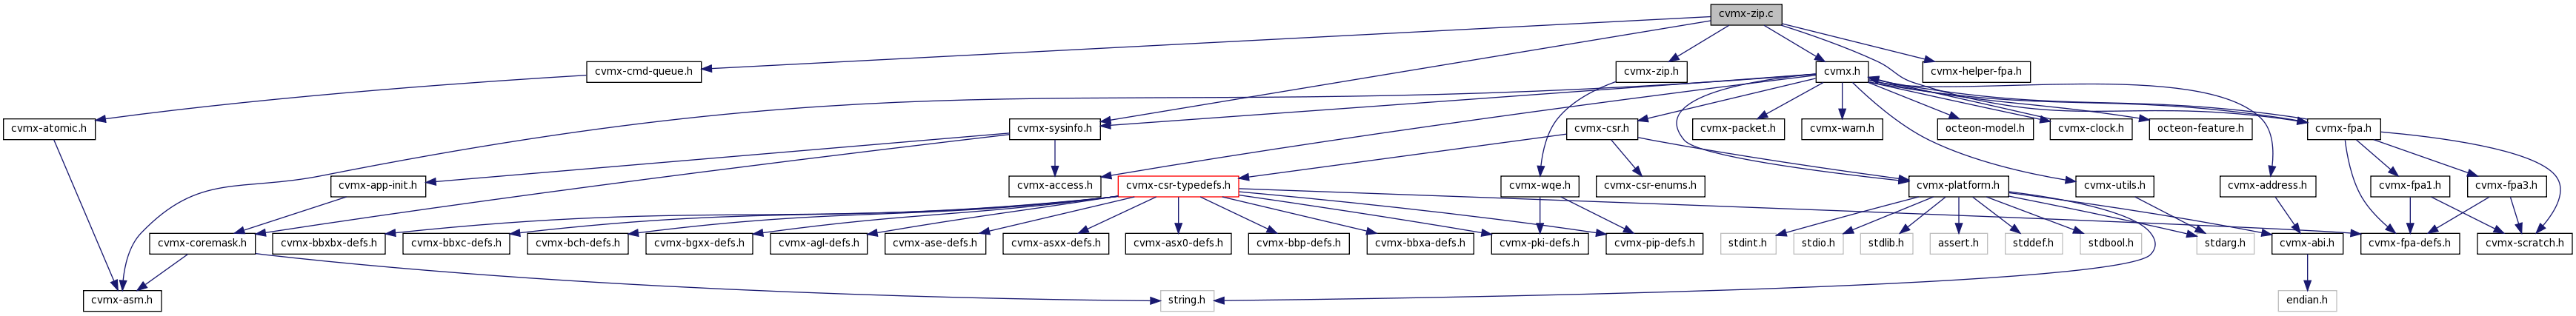 cvmx-zip.c
cvmx-cmd-queue.h
cvmx-zip.h
cvmx.h
cvmx-helper-fpa.h
cvmx-atomic.h
cvmx-sysinfo.h
cvmx-csr.h
cvmx-packet.h
cvmx-warn.h
octeon-model.h
cvmx-clock.h
octeon-feature.h
cvmx-fpa.h
cvmx-app-init.h
cvmx-access.h
cvmx-csr-typedefs.h
cvmx-wqe.h
cvmx-csr-enums.h
cvmx-platform.h
cvmx-utils.h
cvmx-address.h
cvmx-fpa1.h
cvmx-fpa3.h
cvmx-coremask.h
cvmx-bbxbx-defs.h
cvmx-bbxc-defs.h
cvmx-bch-defs.h
cvmx-bgxx-defs.h
cvmx-agl-defs.h
cvmx-ase-defs.h
cvmx-asxx-defs.h
cvmx-asx0-defs.h
cvmx-bbp-defs.h
cvmx-bbxa-defs.h
cvmx-pki-defs.h
cvmx-pip-defs.h
stdint.h
stdio.h
stdlib.h
assert.h
stddef.h
stdbool.h
stdarg.h
cvmx-abi.h
cvmx-fpa-defs.h
cvmx-scratch.h
cvmx-asm.h
string.h
endian.h